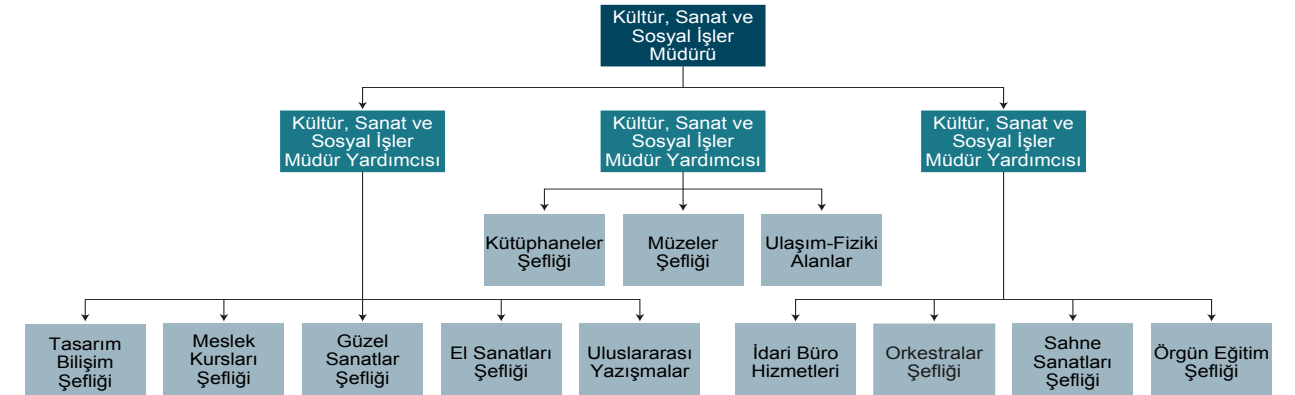 Kültür, Sanat ve
Sosyal İşler
Müdürü
Kültür, Sanat ve
Sosyal İşler
Müdür Yardımcısı
Kültür, Sanat ve
Sosyal İşler
Müdür Yardımcısı
Kültür, Sanat ve
Sosyal İşler
Müdür Yardımcısı
Kütüphaneler
Şefliği
Müzeler
Şefliği
Ulaşım-Fiziki
Alanlar
Tasarım
Bilişim
Şefliği
Meslek
Kursları
Şefliği
Güzel
Sanatlar
Şefliği
El Sanatları
Şefliği
Uluslararası
Yazışmalar
İdari Büro
Hizmetleri
Orkestralar
Şefliği
Sahne
Sanatları
Şefliği
Örgün Eğitim
Şefliği